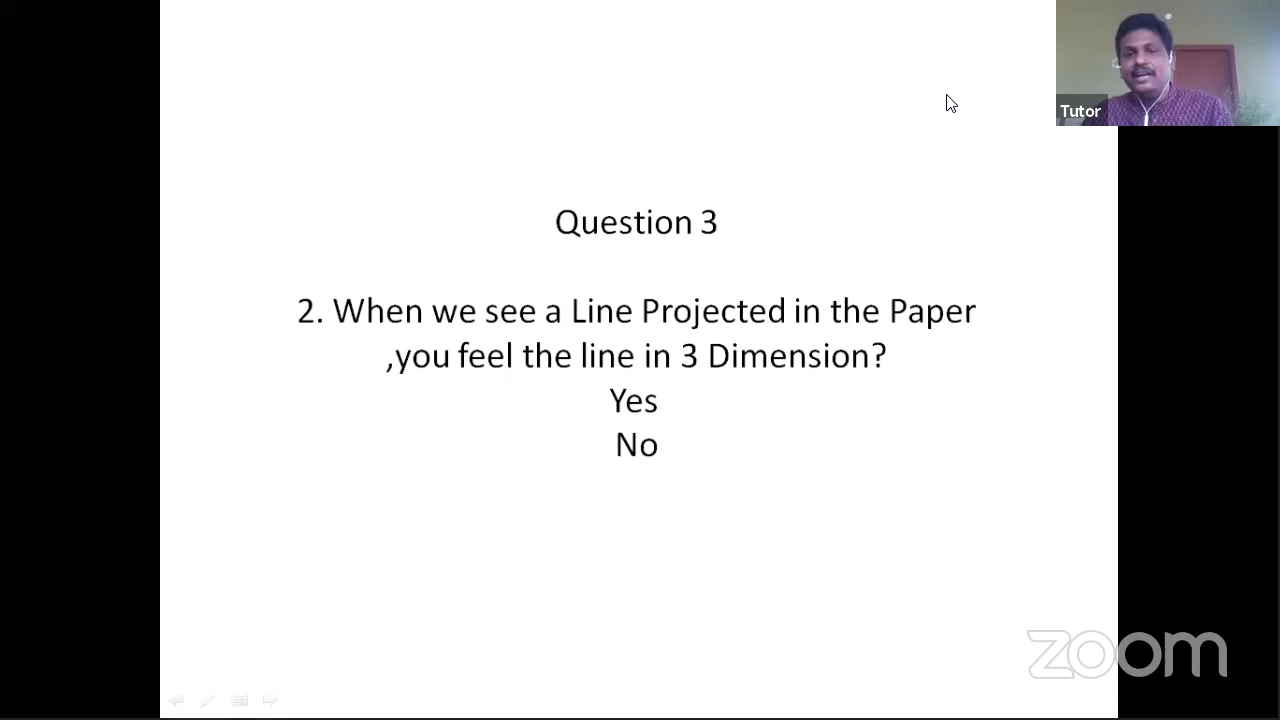 Tutor
Question 3
2. When we see a Line Projected in the Paper
,you feel the line in 3 Dimension?
Yes
No
zoom